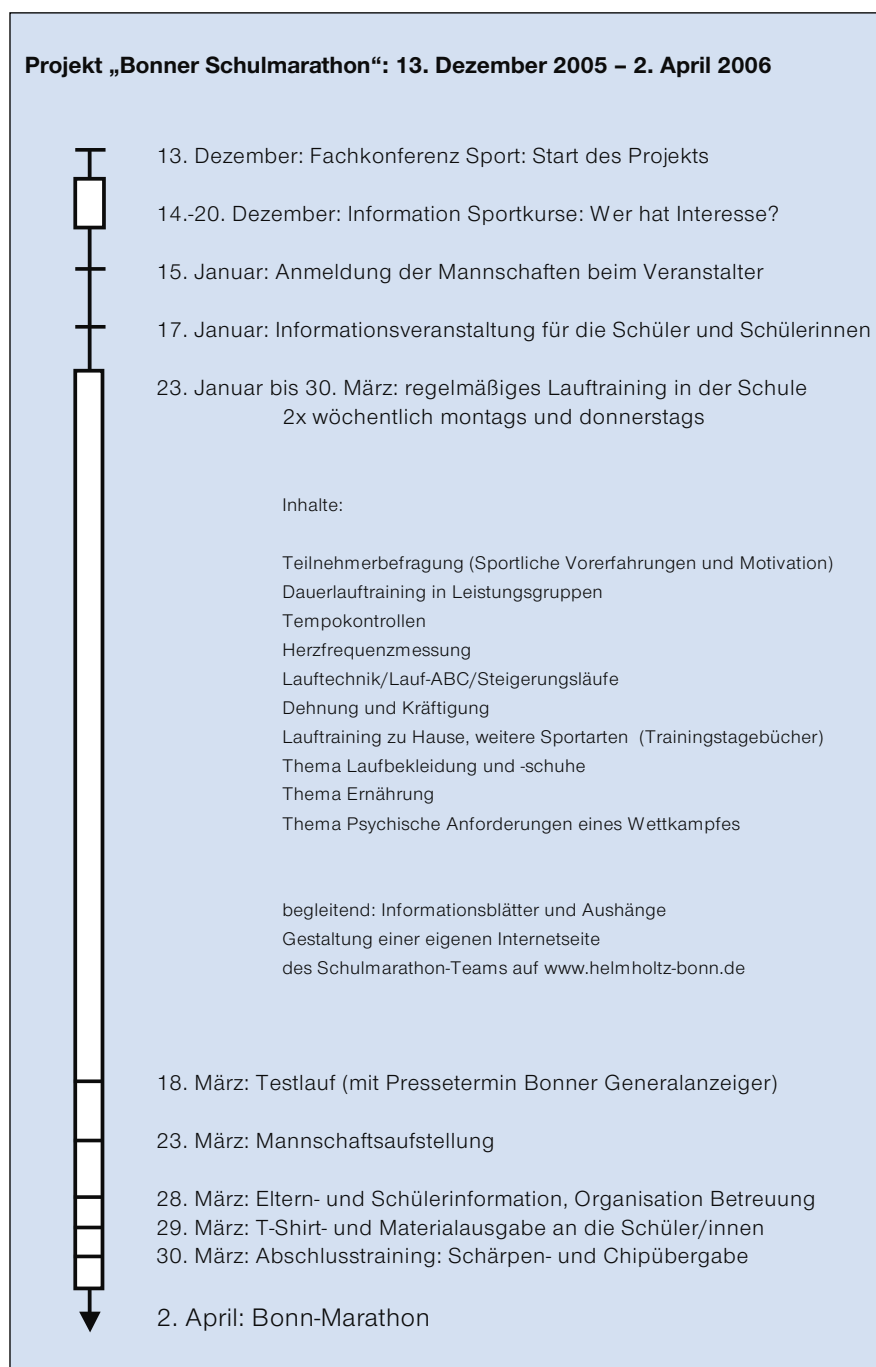 Projekt „Bonner Schulmarathon“: 13. Dezember 2005 – 2. April 2006
13. Dezember: Fachkonferenz Sport: Start des Projekts
14.-20. Dezember: Information Sportkurse: Wer hat Interesse?
15. Januar: Anmeldung der Mannschaften beim Veranstalter
17. Januar: Informationsveranstaltung für die Schüler und Schülerinnen
23. Januar bis 30. März: regelmäßiges Lauftraining in der Schule
2x wöchentlich montags und donnerstags
Inhalte:
Teilnehmerbefragung (Sportliche Vorerfahrungen und Motivation)
Dauerlauftraining in Leistungsgruppen
Tempokontrollen
Herzfrequenzmessung
Lauftechnik/Lauf-ABC/Steigerungsläufe
Dehnung und Kräftigung
Lauftraining zu Hause, weitere Sportarten (Trainingstagebücher)
Thema Laufbekleidung und -schuhe
Thema Ernährung
Thema Psychische Anforderungen eines Wettkampfes
begleitend: Informationsblätter und Aushänge
Gestaltung einer eigenen Internetseite
des Schulmarathon-Teams auf www.helmholtz-bonn.de
18. März: Testlauf (mit Pressetermin Bonner Generalanzeiger)
23. März: Mannschaftsaufstellung
28. März: Eltern- und Schülerinformation, Organisation Betreuung
29. März: T-Shirt- und Materialausgabe an die Schüler/innen
30. März: Abschlusstraining: Schärpen- und Chipübergabe
2. April: Bonn-Marathon